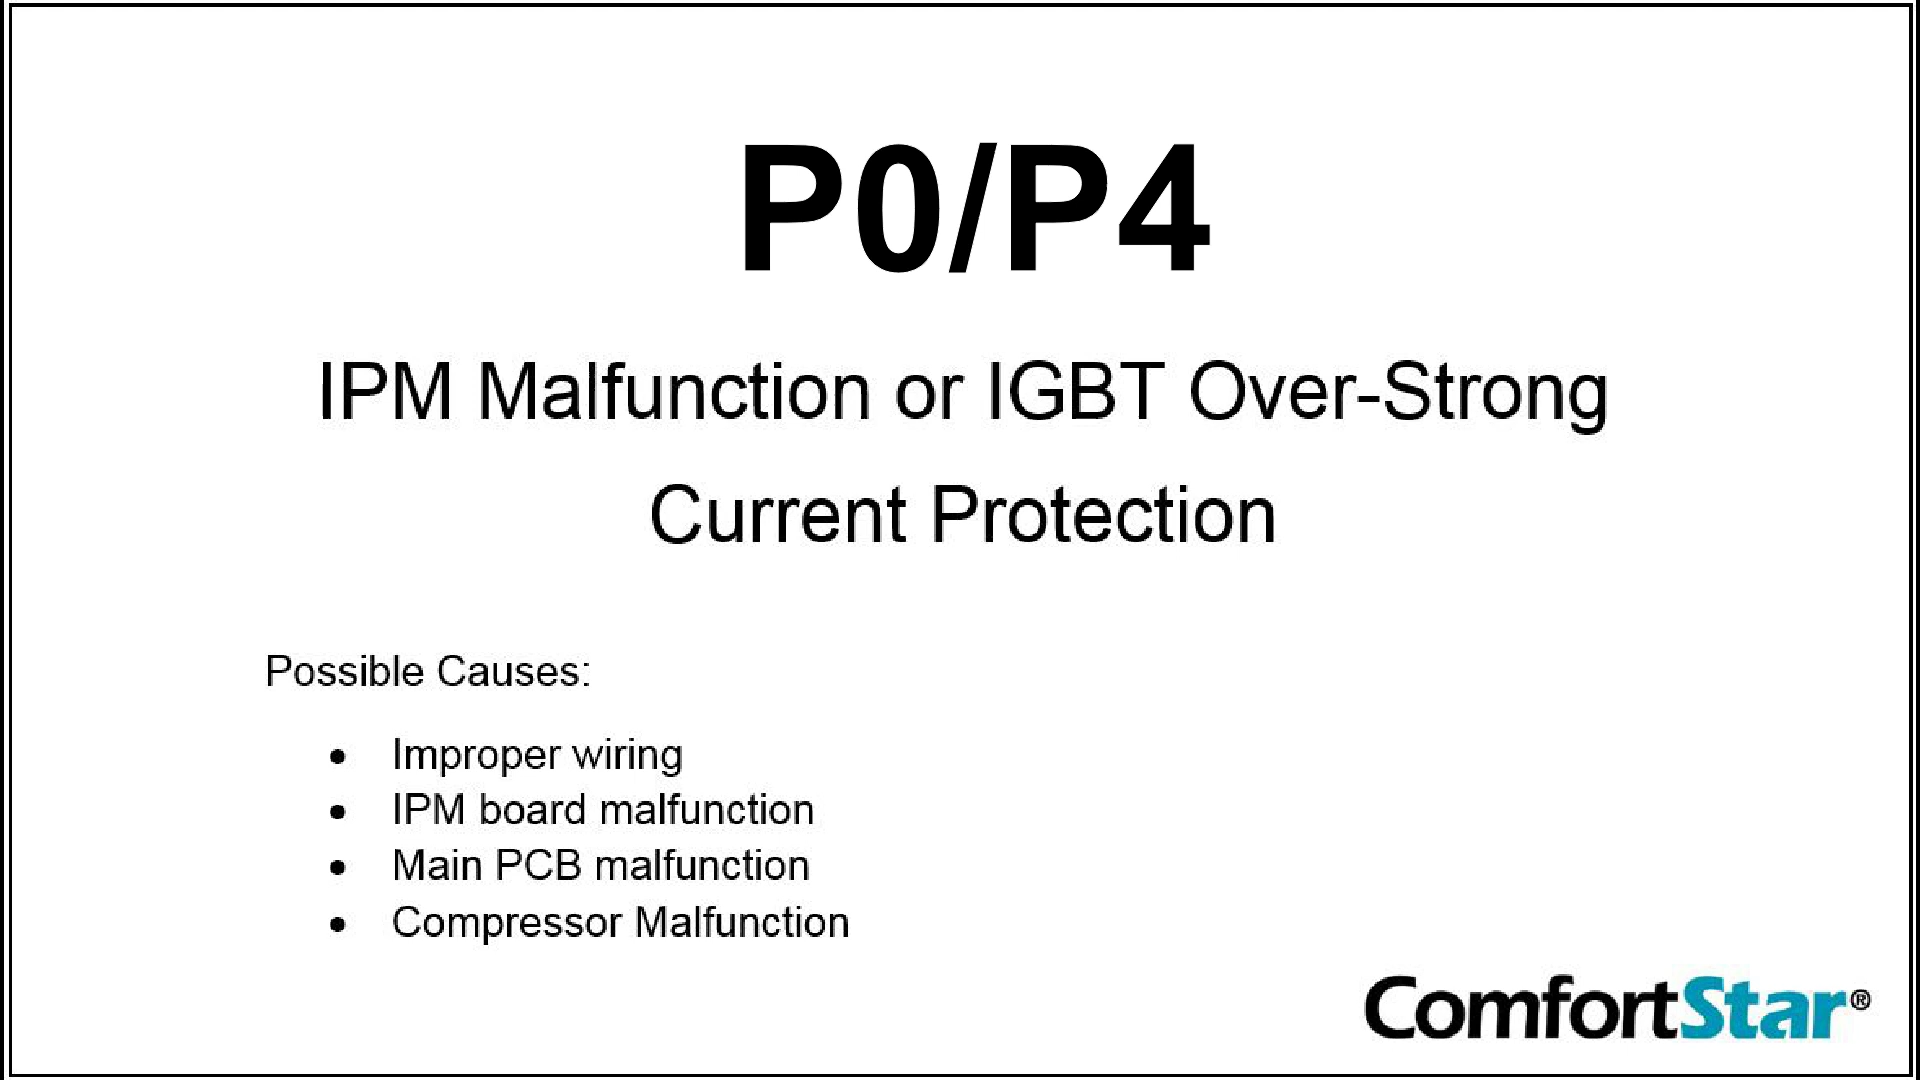 P0/P4
IPM Malfunction or IGBT Over-Strong
Current Protection
Possible Causes:
• Improper wiring
• IPM board malfunction
• Main PCB malfunction
• Compressor Malfunction
ComfortStar®